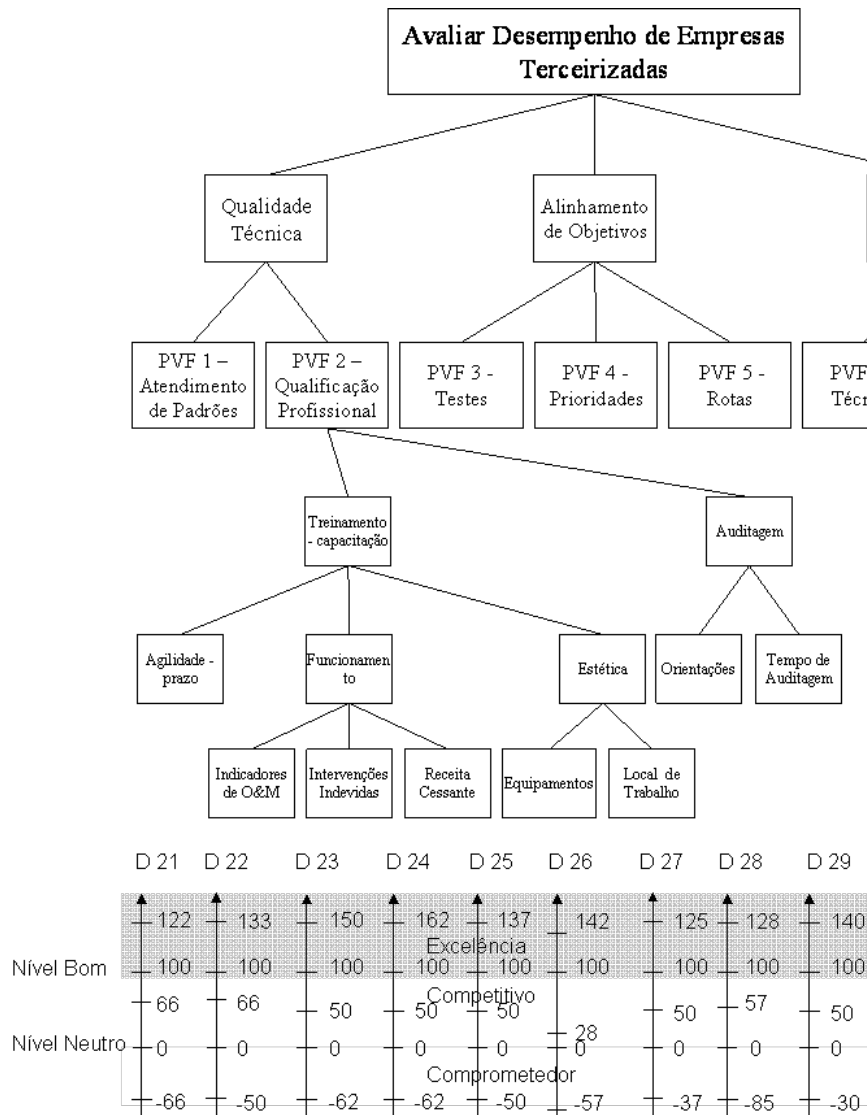 Avaliar Desempenho de Empresas
Terceirizadas
Qualidade
Técnica
Alinhamento
de Objetivos
PVF 1 –
Atendimento
de Padrões
PVF 2 –
Qualificação
Profissional
PVF 3 -
Testes
PVF 4 -
Prioridades
PVF 5 -
Rotas
PVF
Técn
Treinamento
- capacitação
Auditagem
Agilidade -
prazo
Funcioname
nto
Estética
Orientações
Tempo de
Auditagem
Indicadores
de O&M
Intervenções
Indevidas
Receita
Cessante
Equipamentos
Local de
Trabalho
D 21 D 22 D 23 D 24 D 25 D 26 D 27 D 28 D 29
122 133 150 162 137 142 125 128 140
Excelência
Nível Bom 100 100 100 100 100 100 100 100 100
Competitivo
66 66 50 50 50 28 50 57 50
Nível Neutro 0 0 0 0 0 0 0 0 0
Comprometedor
-66 -50 -62 -62 -50 -57 -37 -85 -30